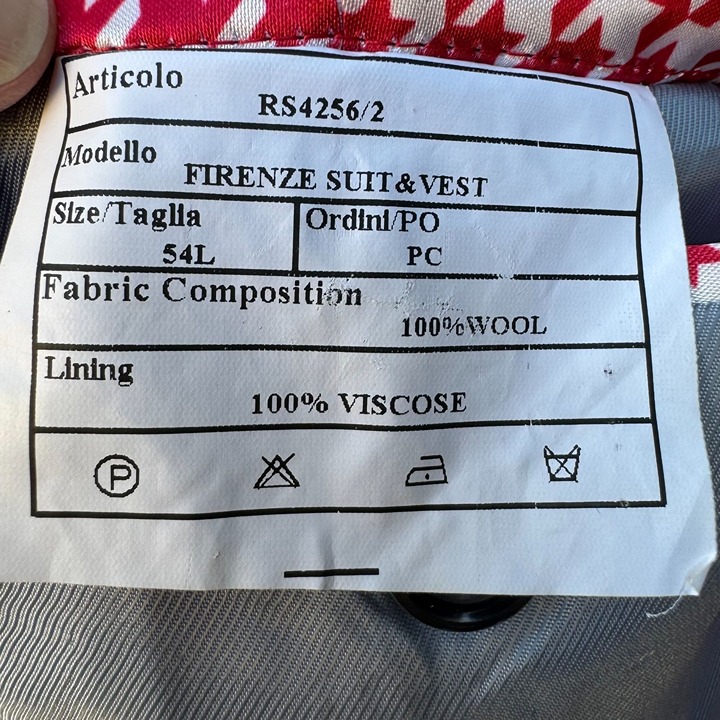 Articolo
RS4256/2
Modello
FIRENZE SUIT&VEST
Size/Taglia
54L
Ordini/PO
PC
Fabric Composition
100%WOOL
Lining
100% VISCOSE
P